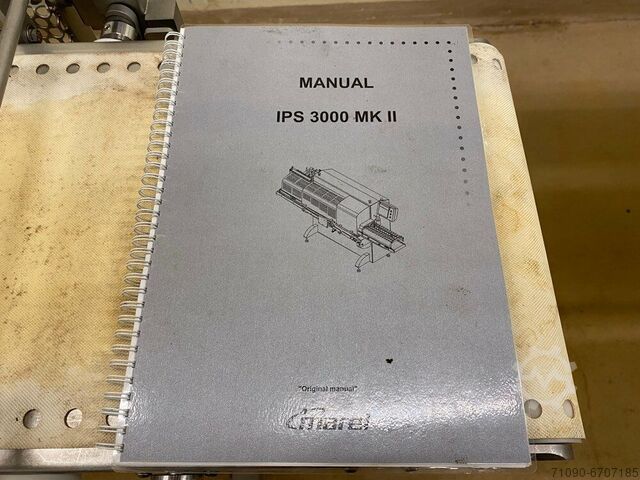 MANUAL
IPS 3000 MK II
"Original manual"
marel
71090-6707185